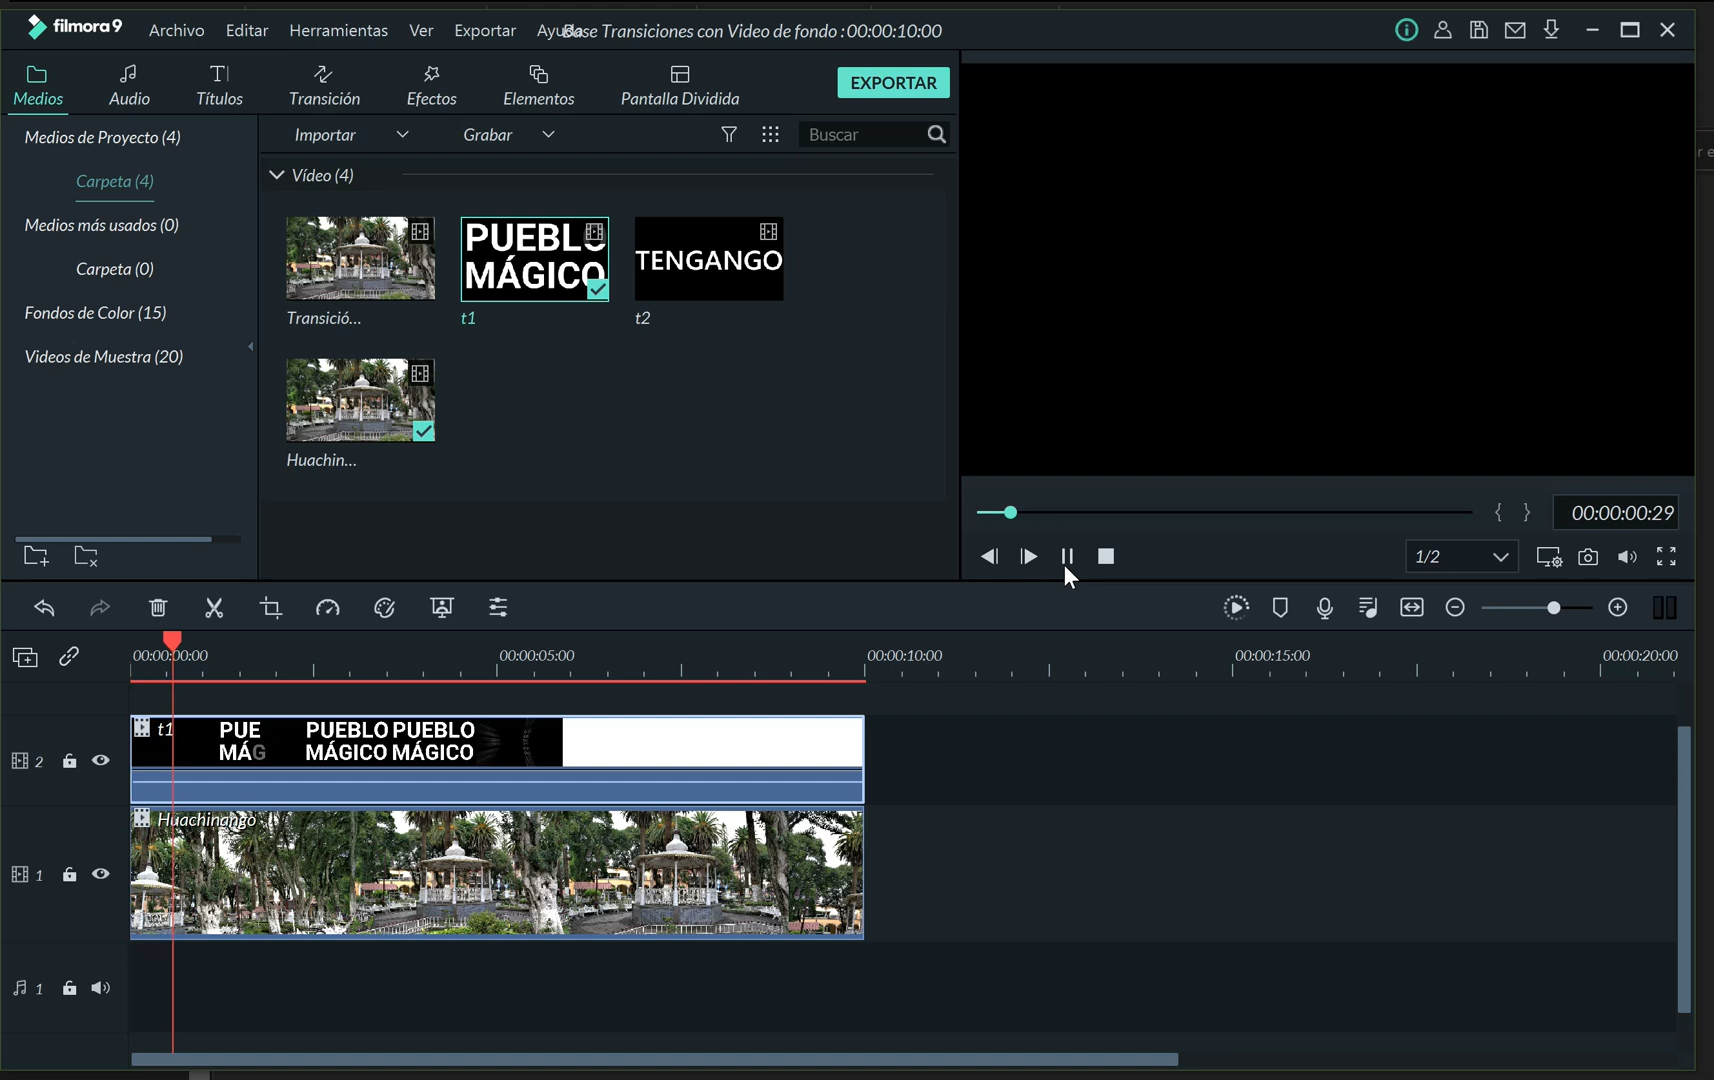 filmora9 Archivo Editar Herramientas Ver Exportar Ayuda Base Transiciones con Video de fondo : 00:00:10:00
Medios Audio Títulos Transición Efectos Elementos Pantalla Dividida EXPORTAR
Medios de Proyecto (4)
Carpeta (4)
Medios más usados (0)
Carpeta (0)
Fondos de Color (15)
Videos de Muestra (20)
Importar Grabar Buscar
Vídeo (4)
PUEBLO
MÁGICO
TENGANGO
Transició... t1 t2
Huachin...
{ } 00:00:00:29
1/2
00:00:00:00 00:00:05:00 00:00:10:00 00:00:15:00 00:00:20:00
2
t1
PUE PUEBLO PUEBLO
MÁG MÁGICO MÁGICO
1
Huachinango
1